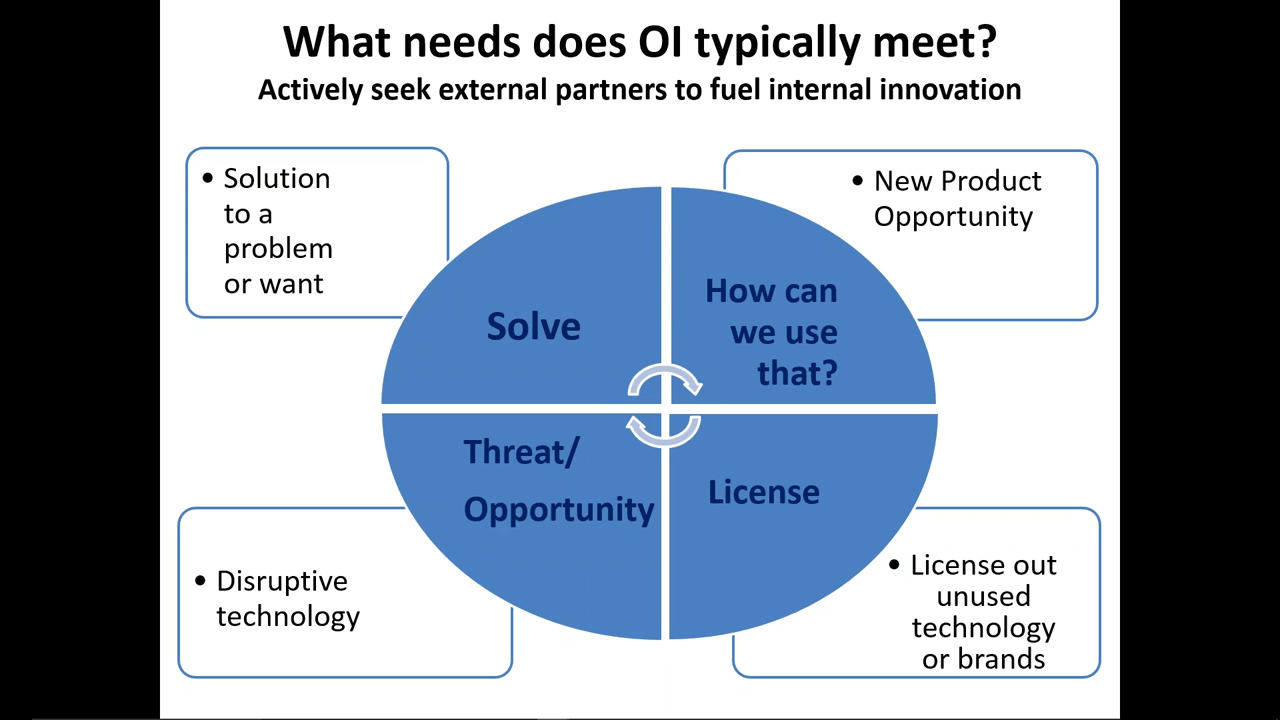 What needs does OI typically meet?
Actively seek external partners to fuel internal innovation
• Solution
to a
problem
or want
• New Product
Opportunity
Solve
How can
we use
that?
Threat/
Opportunity
License
• Disruptive
technology
• License out
unused
technology
or brands